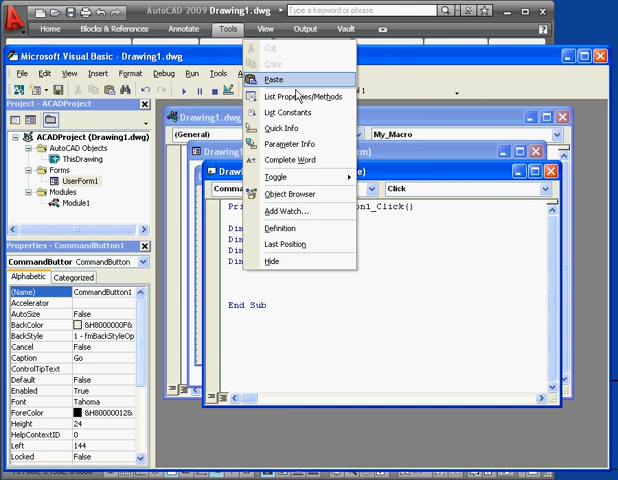 AutoCAD 2009 Drawing1.dwg
Type a keyword or phrase
Home Blocks & References Annotate Tools View Output Vault
Microsoft Visual Basic - Drawing1.dwg
File Edit View Insert Format Debug Run
Project - ACADProject
ACADProject (Drawing1.dwg)
AutoCAD Objects
ThisDrawing
Forms
UserForm1
Modules
Module1
Properties - CommandButton1
CommandButton1 CommandButton
Alphabetic Categorized
(Name) CommandButton1
Accelerator
AutoSize False
BackColor &H8000000F&
BackStyle 1 - fmBackStyleOp
Cancel False
Caption Go
ControlTipText
Default False
Enabled True
Font Tahoma
ForeColor &H80000012&
Height 24
HelpContextID 0
Left 144
Locked False
Cut
Copy
Paste
List Properties/Methods
List Constants
Quick Info
Parameter Info
Complete Word
Toggle
Object Browser
Add Watch...
Definition
Last Position
Hide
(General) My_Macro
Drawing1.dwg
Click
_Click()
Dim
Dim
Dim
Dim
End Sub